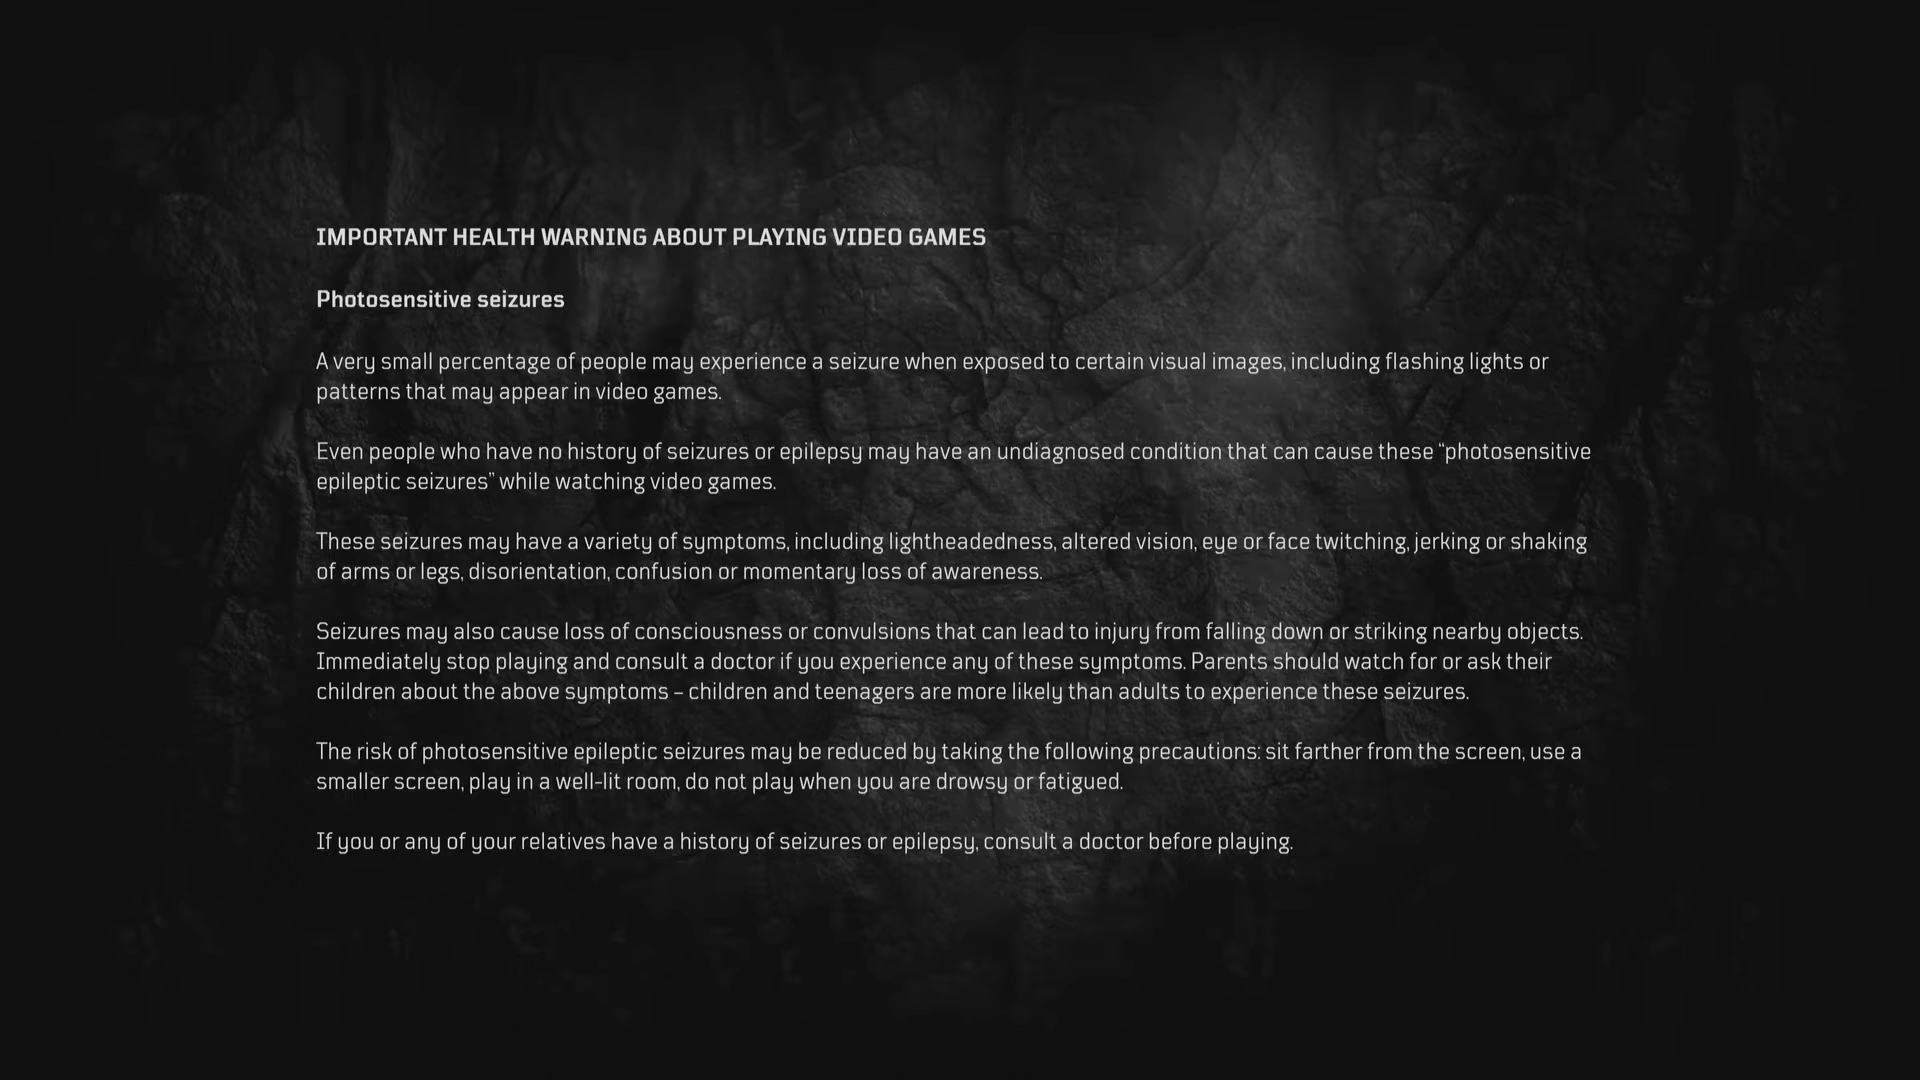 IMPORTANT HEALTH WARNING ABOUT PLAYING VIDEO GAMES
Photosensitive seizures
A very small percentage of people may experience a seizure when exposed to certain visual images, including flashing lights or
patterns that may appear in video games.
Even people who have no history of seizures or epilepsy may have an undiagnosed condition that can cause these “photosensitive
epileptic seizures” while watching video games.
These seizures may have a variety of symptoms, including lightheadedness, altered vision, eye or face twitching, jerking or shaking
of arms or legs, disorientation, confusion or momentary loss of awareness.
Seizures may also cause loss of consciousness or convulsions that can lead to injury from falling down or striking nearby objects.
Immediately stop playing and consult a doctor if you experience any of these symptoms. Parents should watch for or ask their
children about the above symptoms – children and teenagers are more likely than adults to experience these seizures.
The risk of photosensitive epileptic seizures may be reduced by taking the following precautions: sit farther from the screen, use a
smaller screen, play in a well-lit room, do not play when you are drowsy or fatigued.
If you or any of your relatives have a history of seizures or epilepsy, consult a doctor before playing.